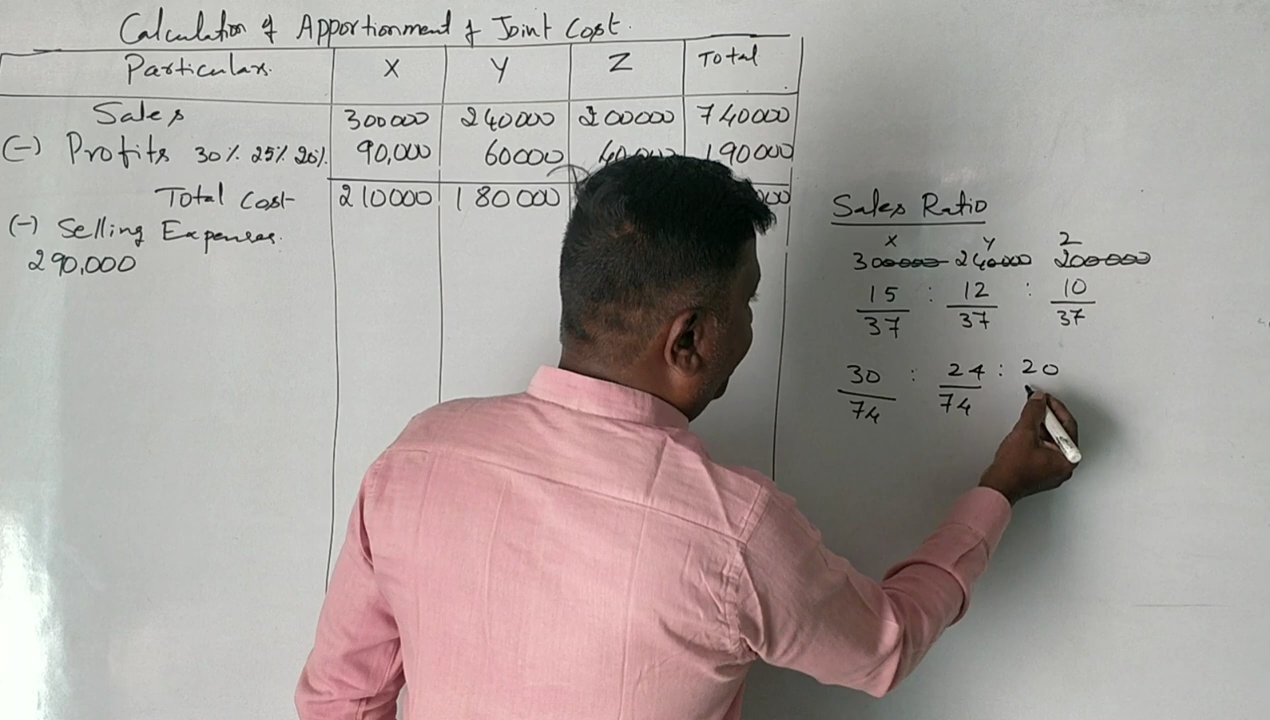 Calculation of Apportionment of Joint Cost.
Particulars. X Y Z Total
Sales 300000 240000 200000 740000
(-) Profits 30% 25% 20% 90,000 60000 40,000 190000
Total Cost 210000 180000
(-) Selling Expenses.
290,000
Sales Ratio
X Y Z
300000 240000 200000
15 : 12 : 10
37 37 37
30 : 24 : 20
74 74